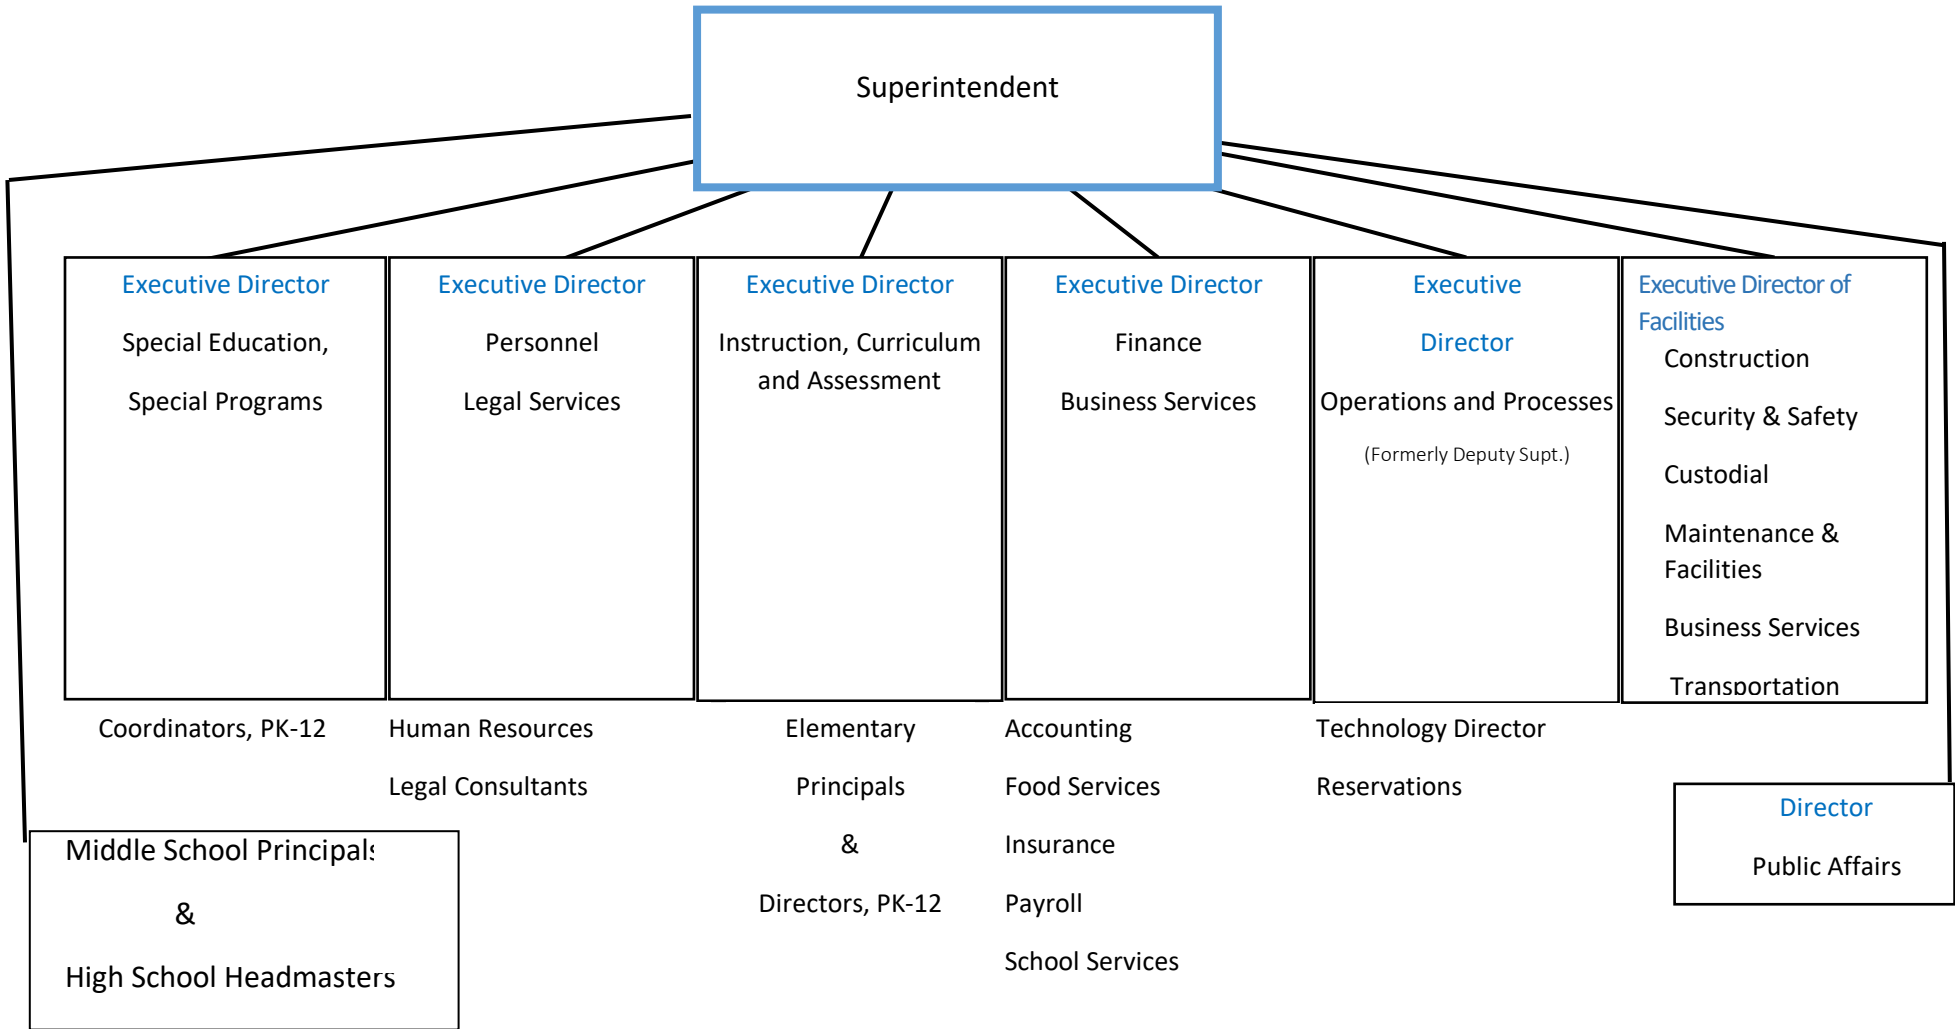 Superintendent
Executive Director
Special Education,
Special Programs
Executive Director
Personnel
Legal Services
Executive Director
Instruction, Curriculum
and Assessment
Executive Director
Finance
Business Services
Executive
Director
Operations and Processes
(Formerly Deputy Supt.)
Executive Director of
Facilities
Construction
Security & Safety
Custodial
Maintenance &
Facilities
Business Services
Transportation
Coordinators, PK-12
Human Resources
Legal Consultants
Elementary
Principals
&
Directors, PK-12
Accounting
Food Services
Insurance
Payroll
School Services
Technology Director
Reservations
Middle School Principals
&
High School Headmasters
Director
Public Affairs